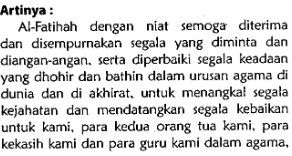 Artinya :
Al-Fatihah dengan niat semoga diterima
dan disempurnakan segala yang diminta dan
diangan-angan, serta diperbaiki segala keadaan
yang dhohir dan bathin dalam urusan agama di
dunia dan di akhirat, untuk menangkal segala
kejahatan dan mendatangkan segala kebaikan
untuk kami, para kedua orang tua kami, para
kekasih kami dan para guru kami dalam agama,